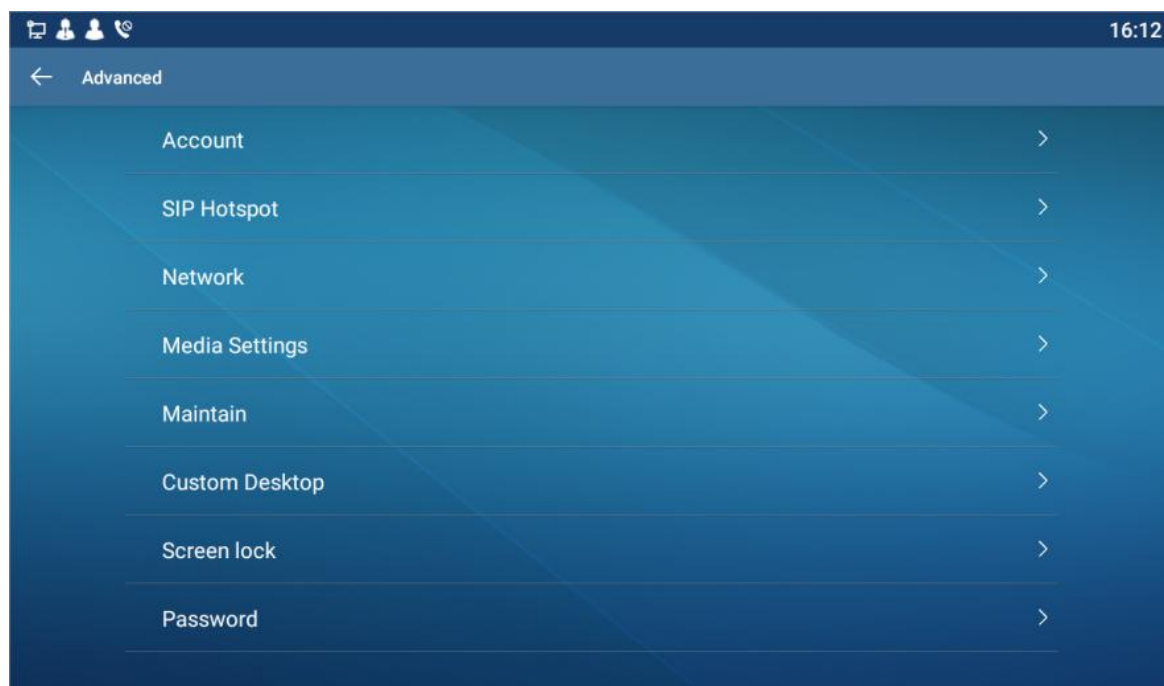 16:12
Advanced
Account
SIP Hotspot
Network
Media Settings
Maintain
Custom Desktop
Screen lock
Password